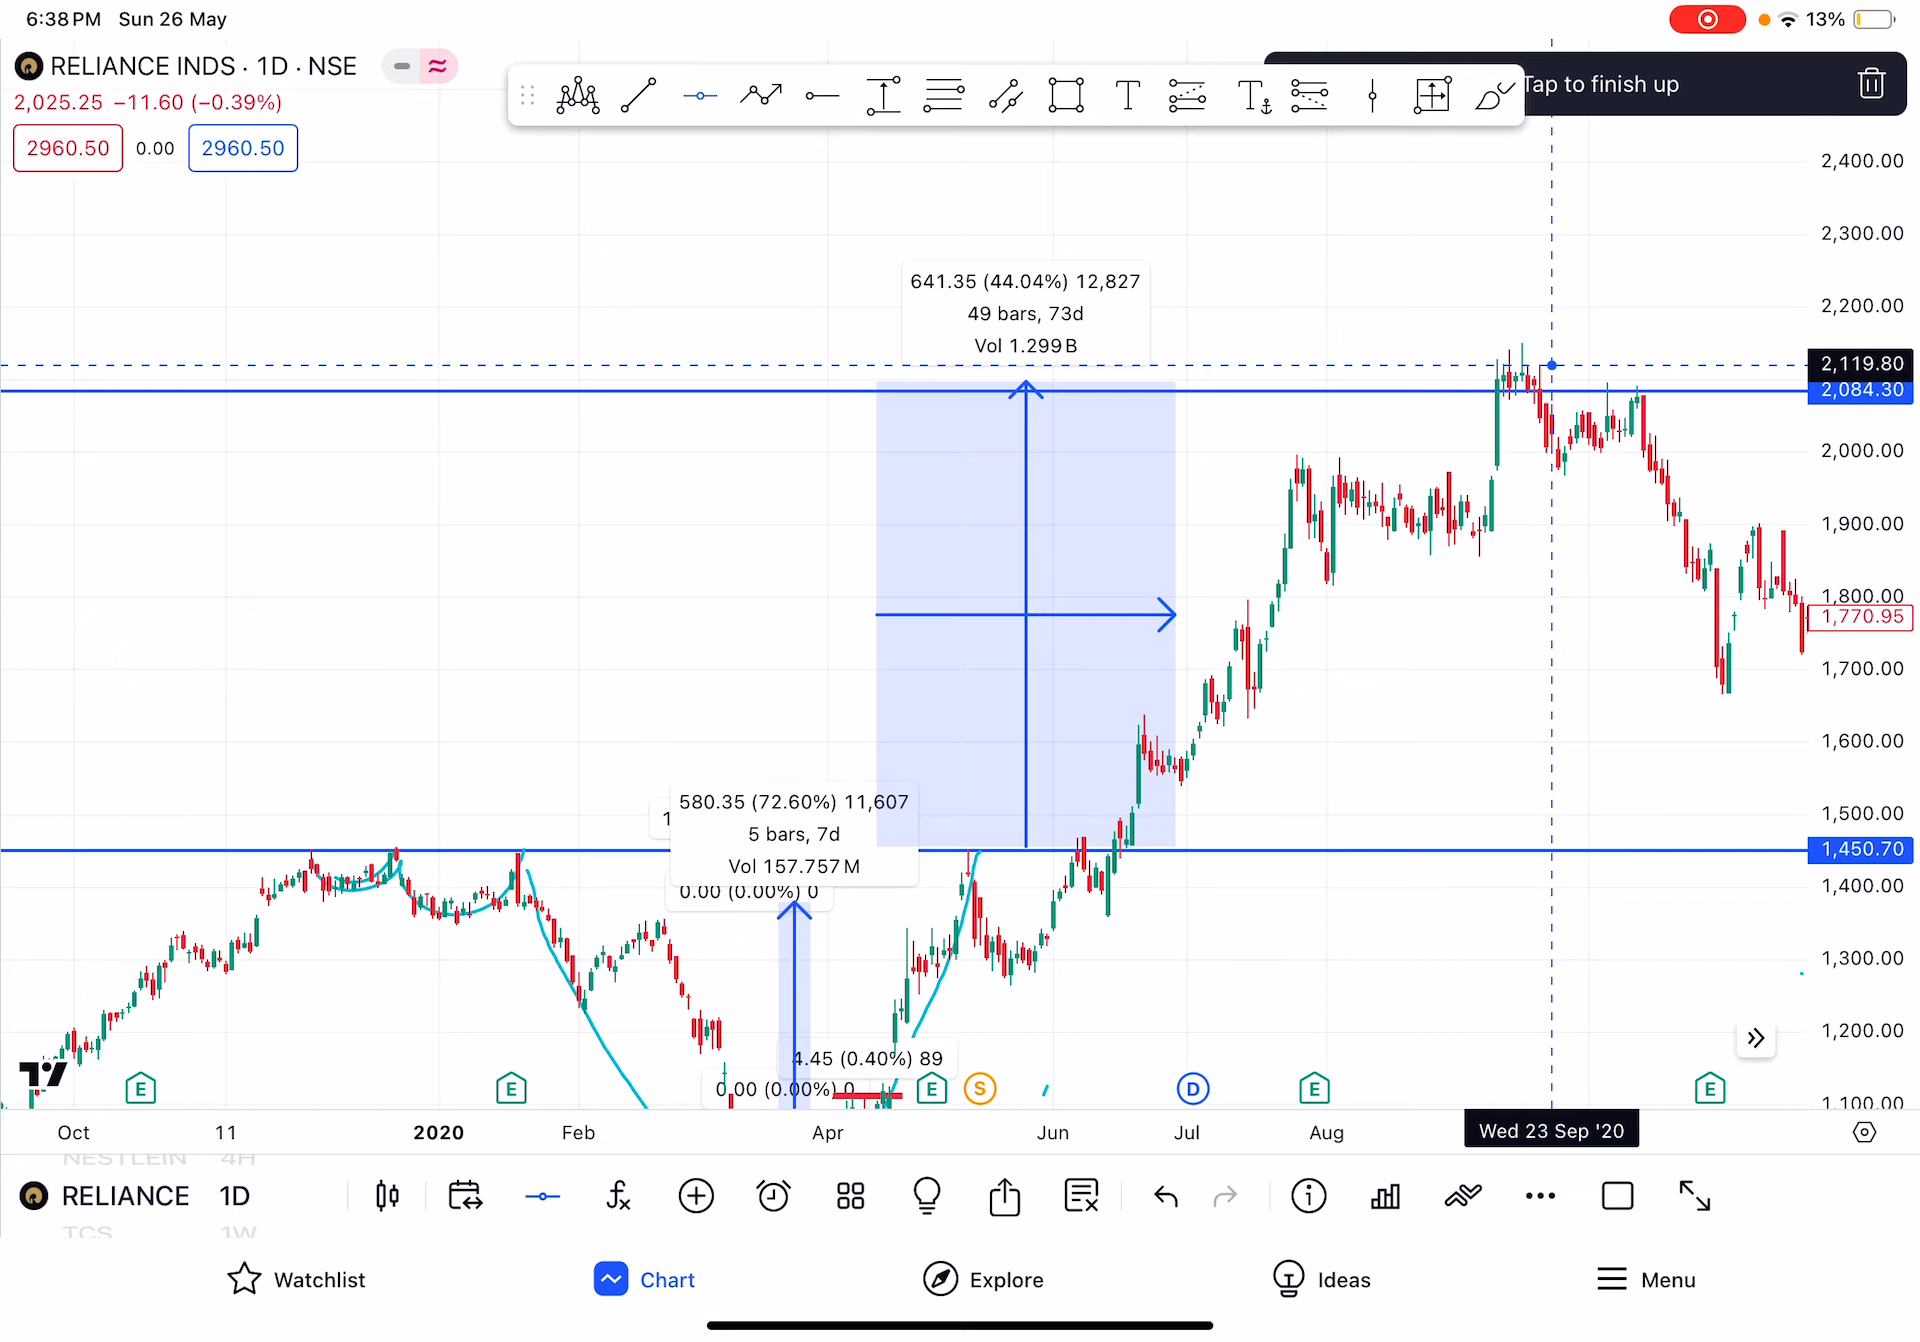 6:38 PM Sun 26 May
13%
RELIANCE INDS · 1D · NSE
2,025.25 −11.60 (−0.39%)
2960.50 0.00 2960.50
Tap to finish up
2,400.00
2,300.00
2,200.00
2,119.80
2,084.30
2,000.00
1,900.00
1,800.00
1,770.95
1,700.00
1,600.00
1,500.00
1,450.70
1,400.00
1,300.00
1,200.00
1,100.00
641.35 (44.04%) 12,827
49 bars, 73d
Vol 1.299 B
580.35 (72.60%) 11,607
5 bars, 7d
Vol 157.757 M
0.00 (0.00%) 0
4.45 (0.40%) 89
0.00 (0.00%) 0
E E E S D E E
Oct 11 2020 Feb Apr Jun Jul Aug Wed 23 Sep '20
NESTLEIN 4H
RELIANCE 1D
TCS 1W
Watchlist Chart Explore Ideas Menu